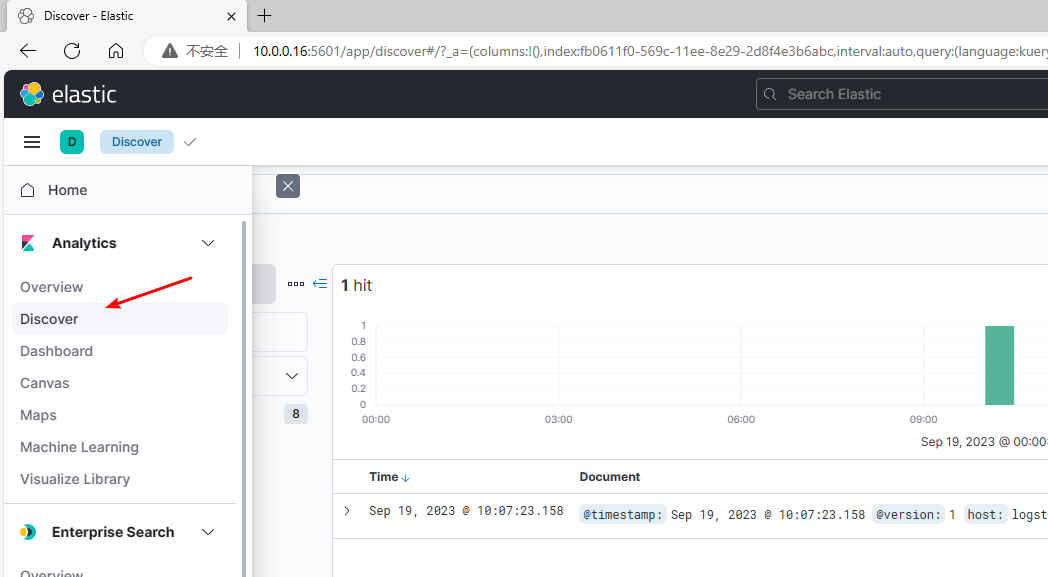 Discover - Elastic
不安全 10.0.0.16:5601/app/discover#/?_a=(columns:!(),index:fb0611f0-569c-11ee-8e29-2d8f4e3b6abc,interval:auto,query:(language:kuery
elastic
Search Elastic
D Discover
Home
Analytics
Overview
Discover
Dashboard
Canvas
Maps
Machine Learning
Visualize Library
Enterprise Search
Overview
8
1 hit
1
0.8
0.6
0.4
0.2
0
00:00 03:00 06:00 09:00
Sep 19, 2023 @ 00:00:
Time Document
Sep 19, 2023 @ 10:07:23.158 @timestamp: Sep 19, 2023 @ 10:07:23.158 @version: 1 host: logst